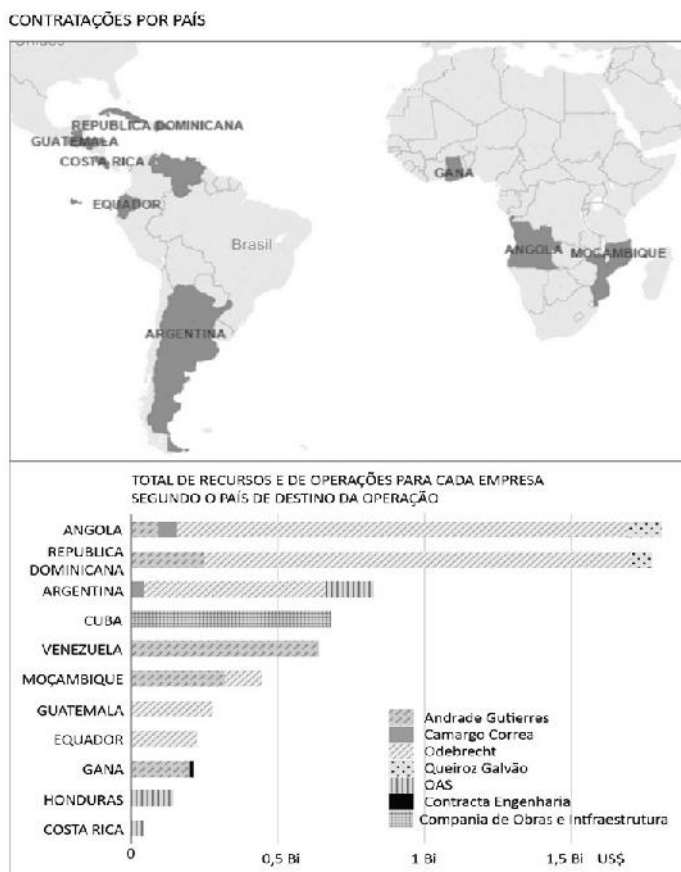 CONTRATAÇÕES POR PAÍS
Unidos
REPUBLICA DOMINICANA
GUATEMALA
COSTA RICA
GANA
EQUADOR
Brasil
ANGOLA
MOÇAMBIQUE
ARGENTINA
TOTAL DE RECURSOS E DE OPERAÇÕES PARA CADA EMPRESA
SEGUNDO O PAÍS DE DESTINO DA OPERAÇÃO
ANGOLA
REPUBLICA
DOMINICANA
ARGENTINA
CUBA
VENEZUELA
MOÇAMBIQUE
GUATEMALA
EQUADOR
GANA
HONDURAS
COSTA RICA
Andrade Gutierres
Camargo Correa
Odebrecht
Queiroz Galvão
OAS
Contracta Engenharia
Compania de Obras e Intfraestrutura
0
0,5 Bi
1 Bi
1,5 Bi
US$